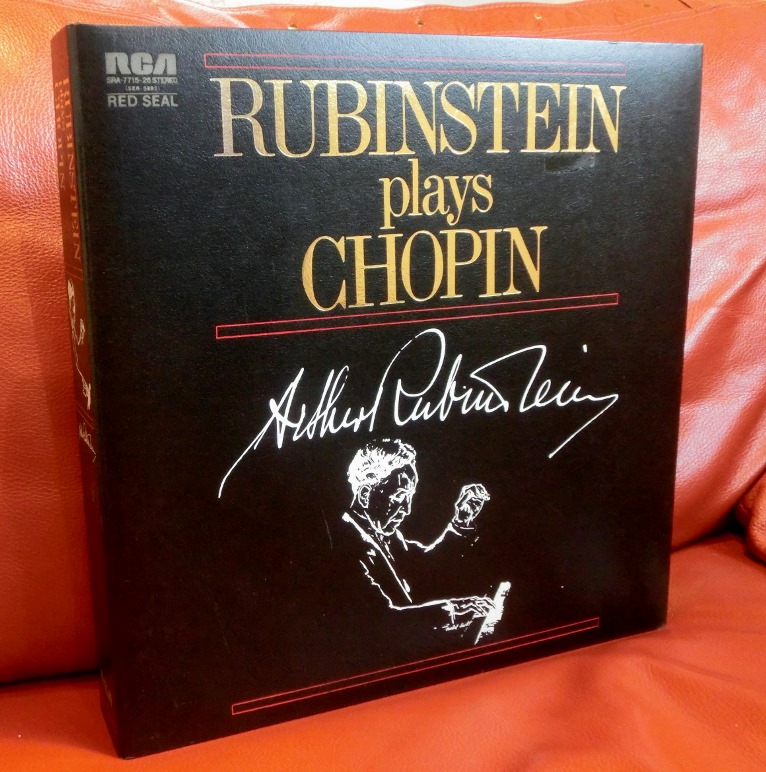 RCA
SRA-7715-26 STEREO
RED SEAL
RUBINSTEIN
plays
CHOPIN
Arthur Rubinstein